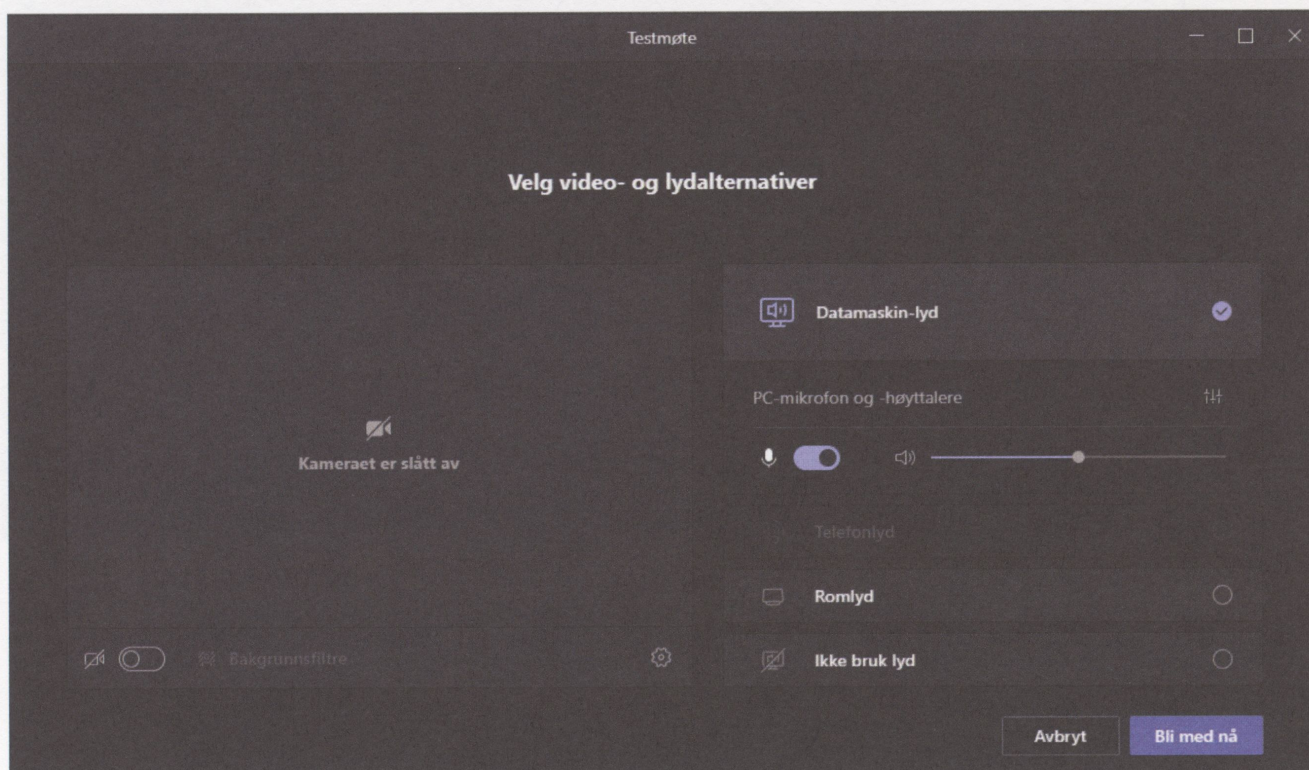 Testmøte
Velg video- og lydalternativer
Kameraet er slått av
Bakgrunnsfiltre
Datamaskin-lyd
PC-mikrofon og -høyttalere
Telefonlyd
Romlyd
Ikke bruk lyd
Avbryt
Bli med nå